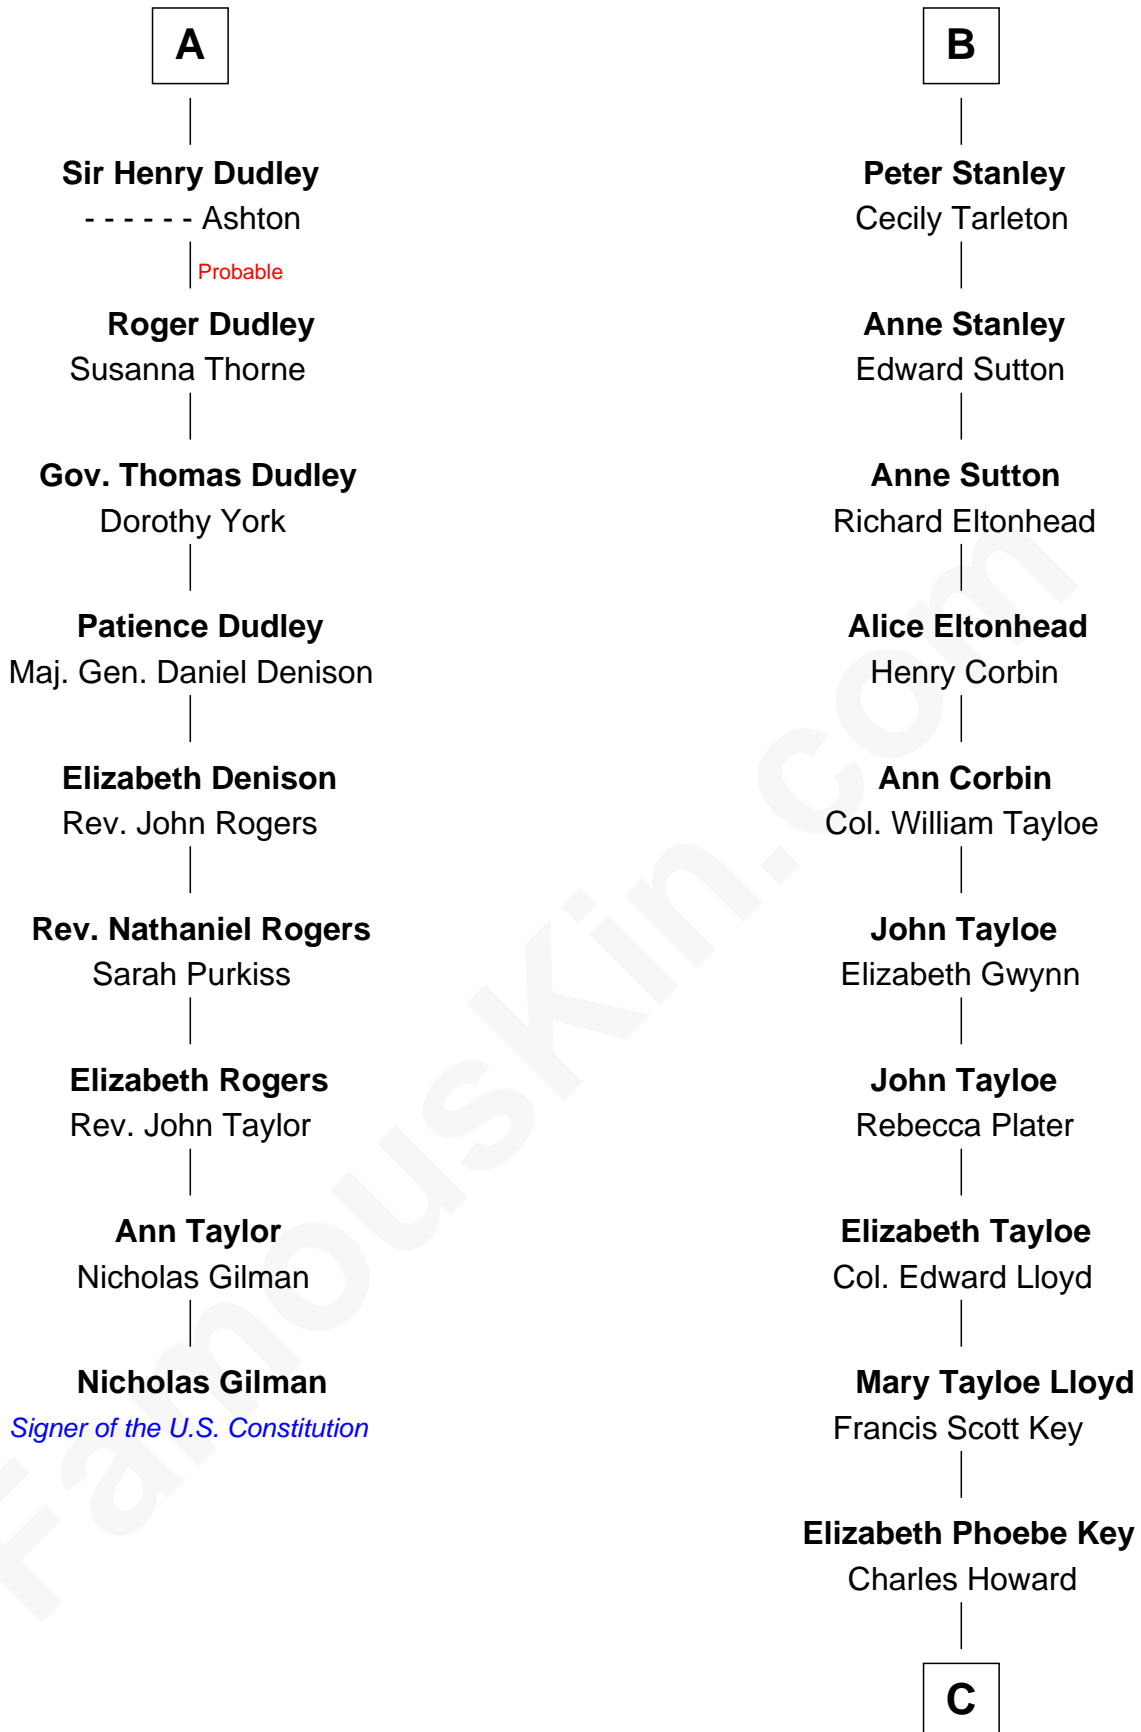 A
Sir Henry Dudley
- - - - - - Ashton
Probable
Roger Dudley
Susanna Thorne
Gov. Thomas Dudley
Dorothy York
Patience Dudley
Maj. Gen. Daniel Denison
Elizabeth Denison
Rev. John Rogers
Rev. Nathaniel Rogers
Sarah Purkiss
Elizabeth Rogers
Rev. John Taylor
Ann Taylor
Nicholas Gilman
Nicholas Gilman
Signer of the U.S. Constitution
B
Peter Stanley
Cecily Tarleton
Anne Stanley
Edward Sutton
Anne Sutton
Richard Eltonhead
Alice Eltonhead
Henry Corbin
Ann Corbin
Col. William Tayloe
John Tayloe
Elizabeth Gwynn
John Tayloe
Rebecca Plater
Elizabeth Tayloe
Col. Edward Lloyd
Mary Tayloe Lloyd
Francis Scott Key
Elizabeth Phoebe Key
Charles Howard
C
FamousKin.com